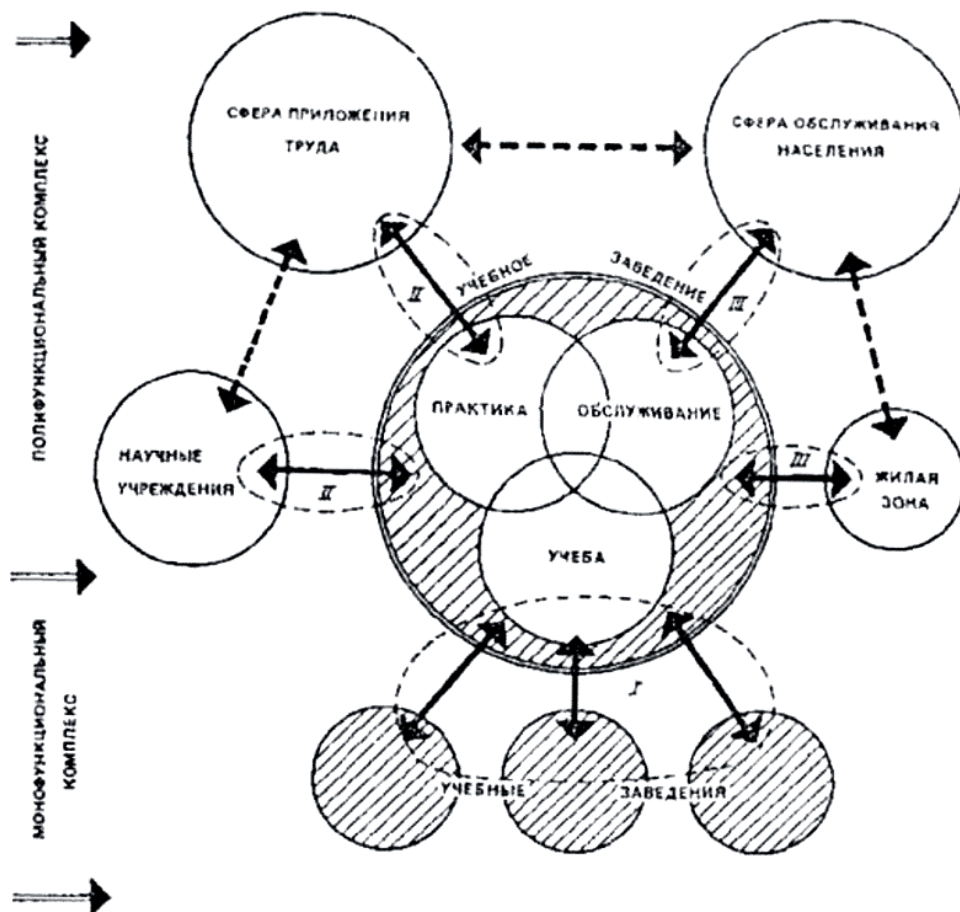 СФЕРА ПРИЛОЖЕНИЯ
ТРУДА
СФЕРА ОБСЛУЖИВАНИЯ
НАСЕЛЕНИЯ
ПОЛИФУНКЦИОНАЛЬНЫЙ КОМПЛЕКС
УЧЕБНОЕ ЗАВЕДЕНИЕ
II
III
ПРАКТИКА
ОБСЛУЖИВАНИЕ
НАУЧНЫЕ
УЧРЕЖДЕНИЯ
II
III
ЖИЛАЯ
ЗОНА
УЧЕБА
МОНОФУНКЦИОНАЛЬНЫЙ
КОМПЛЕКС
I
УЧЕБНЫЕ ЗАВЕДЕНИЯ